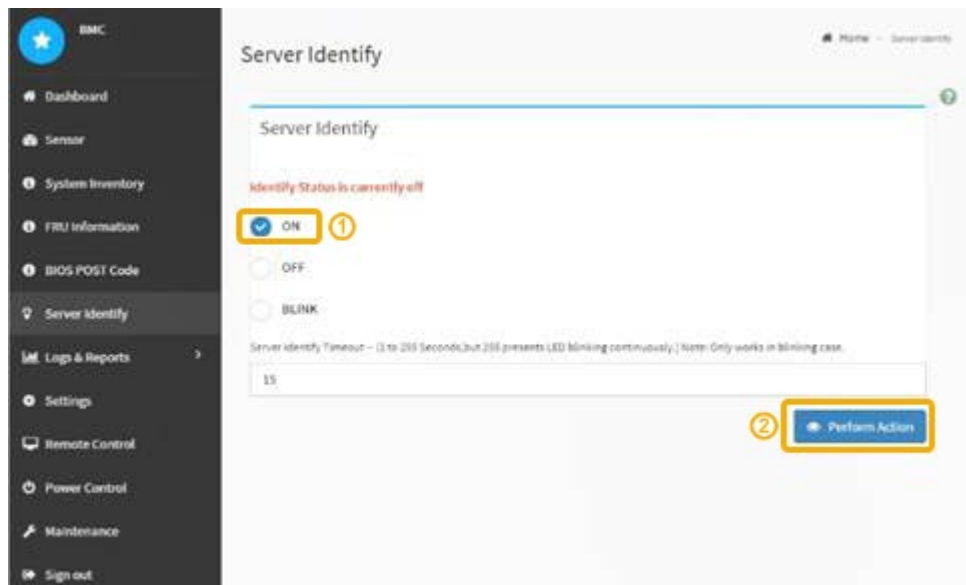 BMC
Dashboard
Sensor
System Inventory
FRU Information
BIOS POST Code
Server Identify
Logs & Reports
Settings
Remote Control
Power Control
Maintenance
Sign out
Server Identify
Home - Server Identify
Server Identify
Identify Status is currently off
ON
①
OFF
BLINK
Server Identify Timeout -- (1 to 255 Seconds,but 255 presents LED blinking continuously.) Note: Only works in blinking case.
15
② Perform Action